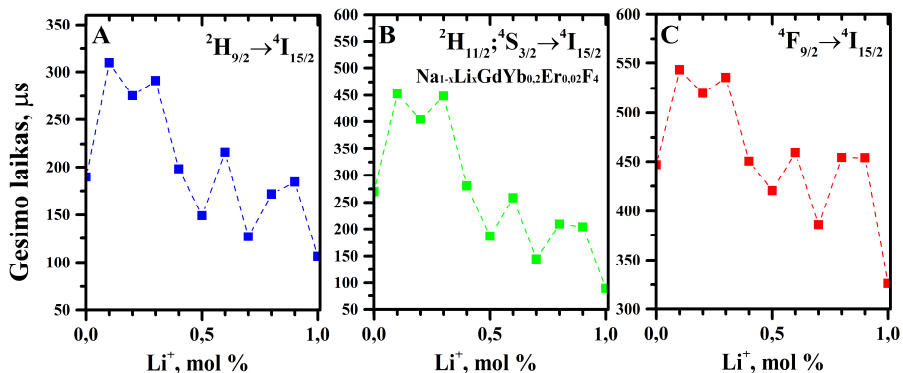 Gesimo laikas, μs
A
²H₉/₂→⁴I₁₅/₂
350
300
250
200
150
100
50
0,0 0,5 1,0
Li⁺, mol %
B
²H₁₁/₂;⁴S₃/₂→⁴I₁₅/₂
Na₁₋ₓLiₓGdYb₀,₂Er₀,₀₂F₄
600
550
500
450
400
350
300
250
200
150
100
50
0,0 0,5 1,0
Li⁺, mol %
C
⁴F₉/₂→⁴I₁₅/₂
600
550
500
450
400
350
300
0,0 0,5 1,0
Li⁺, mol %